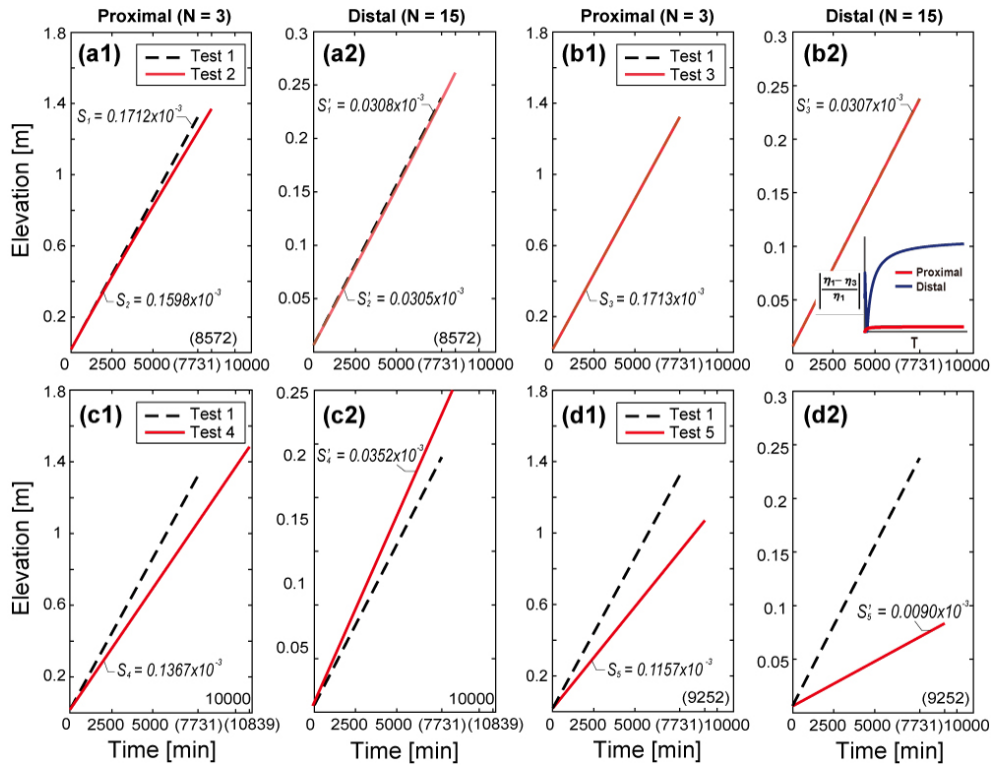 Proximal (N = 3)
Distal (N = 15)
Proximal (N = 3)
Distal (N = 15)
Elevation [m]
1.8
1.4
1
0.6
0.2
(a1)
Test 1
Test 2
S₁ = 0.1712x10⁻³
S₂ = 0.1598x10⁻³
(8572)
0 2500 5000 (7731) 10000
0.3
0.25
0.2
0.15
0.1
0.05
(a2)
S'₁ = 0.0308x10⁻³
S'₂ = 0.0305x10⁻³
(8572)
0 2500 5000 (7731) 10000
1.8
1.4
1
0.6
0.2
(b1)
Test 1
Test 3
S₃ = 0.1713x10⁻³
0 2500 5000 (7731) 10000
0.3
0.25
0.2
0.15
0.1
0.05
(b2)
S'₃ = 0.0307x10⁻³
|η₁− η₃|
η₁
Proximal
Distal
T
0 2500 5000 (7731) 10000
Elevation [m]
1.8
1.4
1
0.6
0.2
(c1)
Test 1
Test 4
S₄ = 0.1367x10⁻³
10000
0 2500 5000 (7731)(10839)
Time [min]
0.25
0.2
0.15
0.1
0.05
(c2)
S'₄ = 0.0352x10⁻³
10000
0 2500 5000 (7731)(10839)
Time [min]
1.8
1.4
1
0.6
0.2
(d1)
Test 1
Test 5
S₅ = 0.1157x10⁻³
(9252)
0 2500 5000 (7731) 10000
Time [min]
0.3
0.25
0.2
0.15
0.1
0.05
(d2)
S'₅ = 0.0090x10⁻³
(9252)
0 2500 5000 (7731) 10000
Time [min]